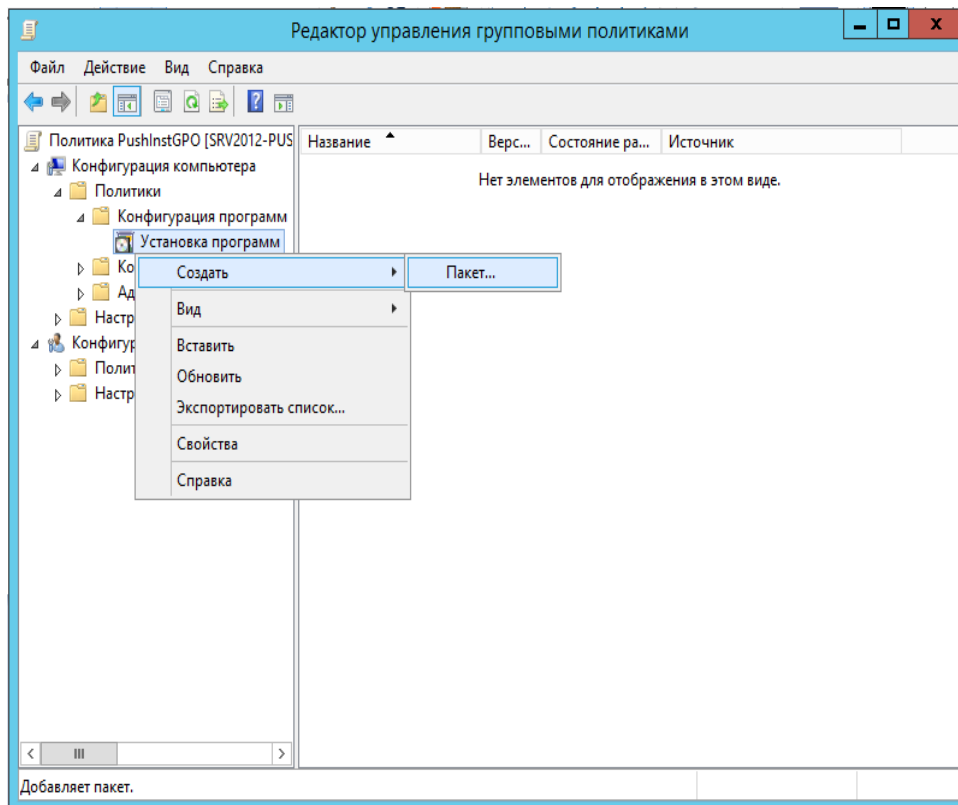 Редактор управления групповыми политиками
Файл Действие Вид Справка
Политика PushInstGPO [SRV2012-PUS
Название Верс... Состояние ра... Источник
Конфигурация компьютера
Нет элементов для отображения в этом виде.
Политики
Конфигурация программ
Установка программ
Ко
Создать
Пакет...
Ад
Вид
Настр
Конфигур
Вставить
Полит
Обновить
Настр
Экспортировать список...
Свойства
Справка
Добавляет пакет.